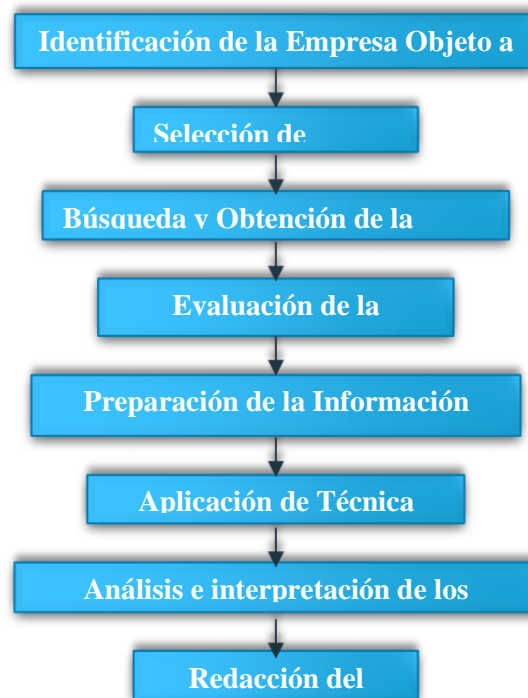 Identificación de la Empresa Objeto a
Selección de
Búsqueda y Obtención de la
Evaluación de la
Preparación de la Información
Aplicación de Técnica
Análisis e interpretación de los
Redacción del